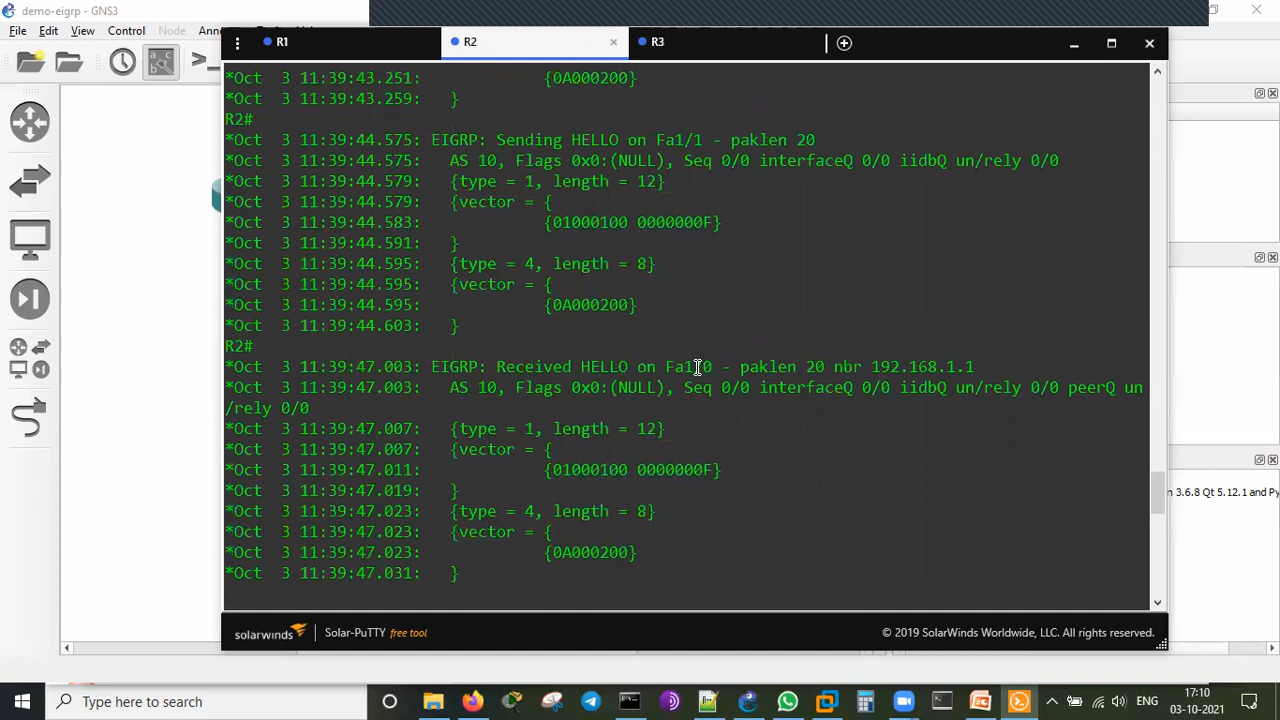 demo-eigrp - GNS3
File Edit View Control Node Anno
R1 R2 × R3
*Oct  3 11:39:43.251:             {0A000200}
*Oct  3 11:39:43.259:   }
R2#
*Oct  3 11:39:44.575: EIGRP: Sending HELLO on Fa1/1 - paklen 20
*Oct  3 11:39:44.575:   AS 10, Flags 0x0:(NULL), Seq 0/0 interfaceQ 0/0 iidbQ un/rely 0/0
*Oct  3 11:39:44.579:   {type = 1, length = 12}
*Oct  3 11:39:44.579:   {vector = {
*Oct  3 11:39:44.583:             {01000100 0000000F}
*Oct  3 11:39:44.591:   }
*Oct  3 11:39:44.595:   {type = 4, length = 8}
*Oct  3 11:39:44.595:   {vector = {
*Oct  3 11:39:44.595:             {0A000200}
*Oct  3 11:39:44.603:   }
R2#
*Oct  3 11:39:47.003: EIGRP: Received HELLO on Fa1/0 - paklen 20 nbr 192.168.1.1
*Oct  3 11:39:47.003:   AS 10, Flags 0x0:(NULL), Seq 0/0 interfaceQ 0/0 iidbQ un/rely 0/0 peerQ un
/rely 0/0
*Oct  3 11:39:47.007:   {type = 1, length = 12}
*Oct  3 11:39:47.007:   {vector = {
*Oct  3 11:39:47.011:             {01000100 0000000F}
*Oct  3 11:39:47.019:   }
*Oct  3 11:39:47.023:   {type = 4, length = 8}
*Oct  3 11:39:47.023:   {vector = {
*Oct  3 11:39:47.023:             {0A000200}
*Oct  3 11:39:47.031:   }
n 3.6.8 Qt 5.12.1 and Py
solarwinds | Solar-PuTTY free tool © 2019 SolarWinds Worldwide, LLC. All rights reserved.
Type here to search
ENG 17:10
03-10-2021